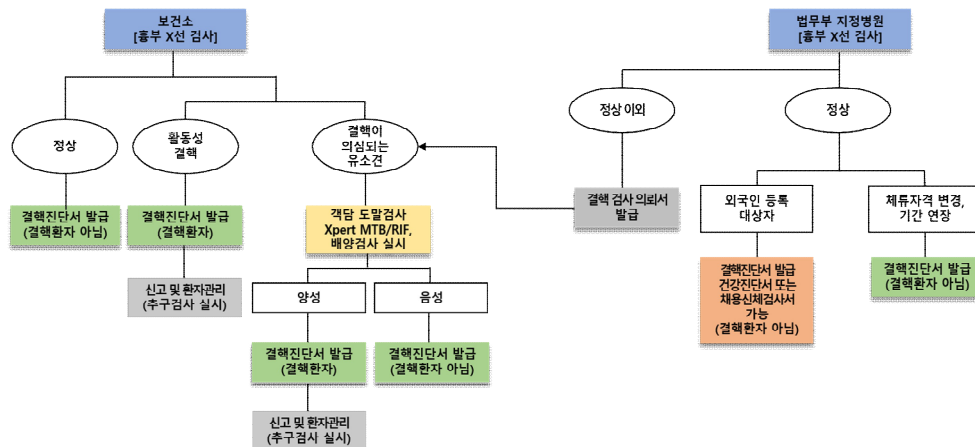 보건소
[흉부 X선 검사]
법무부 지정병원
[흉부 X선 검사]
정상
활동성
결핵
결핵이
의심되는
유소견
정상 이외
정상
결핵진단서 발급
(결핵환자 아님)
결핵진단서 발급
(결핵환자)
객담 도말검사
Xpert MTB/RIF,
배양검사 실시
결핵 검사 의뢰서
발급
외국인 등록
대상자
체류자격 변경,
기간 연장
신고 및 환자관리
(추구검사 실시)
양성
음성
결핵진단서 발급
건강진단서 또는
채용신체검사서
가능
(결핵환자 아님)
결핵진단서 발급
(결핵환자 아님)
결핵진단서 발급
(결핵환자)
결핵진단서 발급
(결핵환자 아님)
신고 및 환자관리
(추구검사 실시)